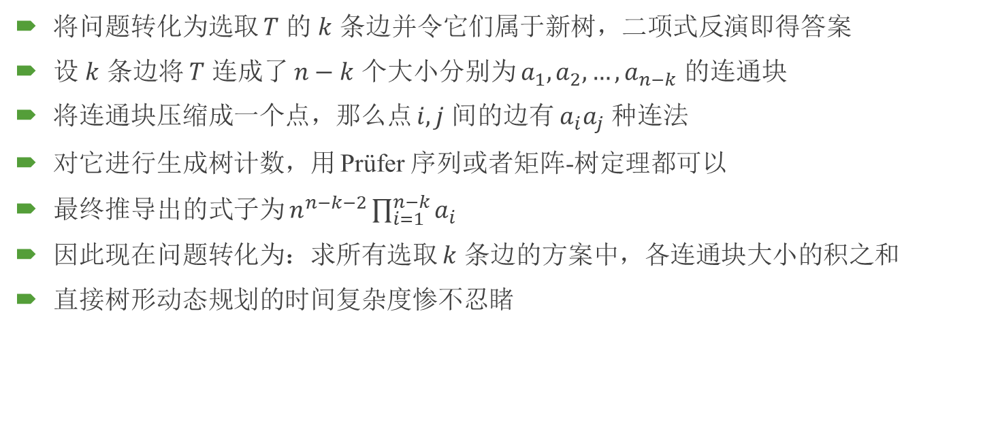 将问题转化为选取 T 的 k 条边并令它们属于新树，二项式反演即得答案
设 k 条边将 T 连成了 n − k 个大小分别为 a₁, a₂, … , aₙ₋ₖ 的连通块
将连通块压缩成一个点，那么点 i, j 间的边有 aᵢaⱼ 种连法
对它进行生成树计数，用 Prüfer 序列或者矩阵-树定理都可以
最终推导出的式子为 n^{n−k−2} ∏_{i=1}^{n−k} aᵢ
因此现在问题转化为：求所有选取 k 条边的方案中，各连通块大小的积之和
直接树形动态规划的时间复杂度惨不忍睹